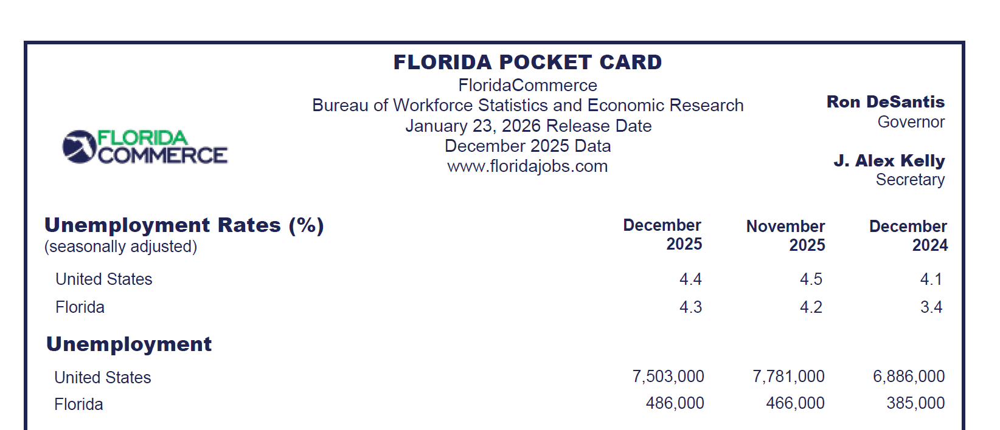 FLORIDA POCKET CARD
FloridaCommerce
Bureau of Workforce Statistics and Economic Research
January 23, 2026 Release Date
December 2025 Data
www.floridajobs.com
Ron DeSantis
Governor
J. Alex Kelly
Secretary
FLORIDA
COMMERCE
Unemployment Rates (%) December 2025 November 2025 December 2024
(seasonally adjusted)
United States 4.4 4.5 4.1
Florida 4.3 4.2 3.4
Unemployment
United States 7,503,000 7,781,000 6,886,000
Florida 486,000 466,000 385,000